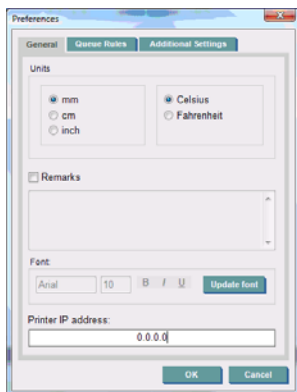 Preferences
General Queue Rules Additional Settings
Units
mm Celsius
cm Fahrenheit
inch
Remarks
Font:
Arial 10 B I U Update font
Printer IP address:
0.0.0.0
OK Cancel